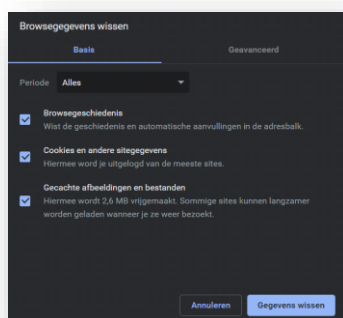 Browsegegevens wissen
Basis
Geavanceerd
Periode Alles
Browsegeschiedenis
Wist de geschiedenis en automatische aanvullingen in de adresbalk.
Cookies en andere sitegegevens
Hiermee word je uitgelogd van de meeste sites.
Gecachte afbeeldingen en bestanden
Hiermee wordt 2,6 MB vrijgemaakt. Sommige sites kunnen langzamer
worden geladen wanneer je ze weer bezoekt.
Annuleren
Gegevens wissen